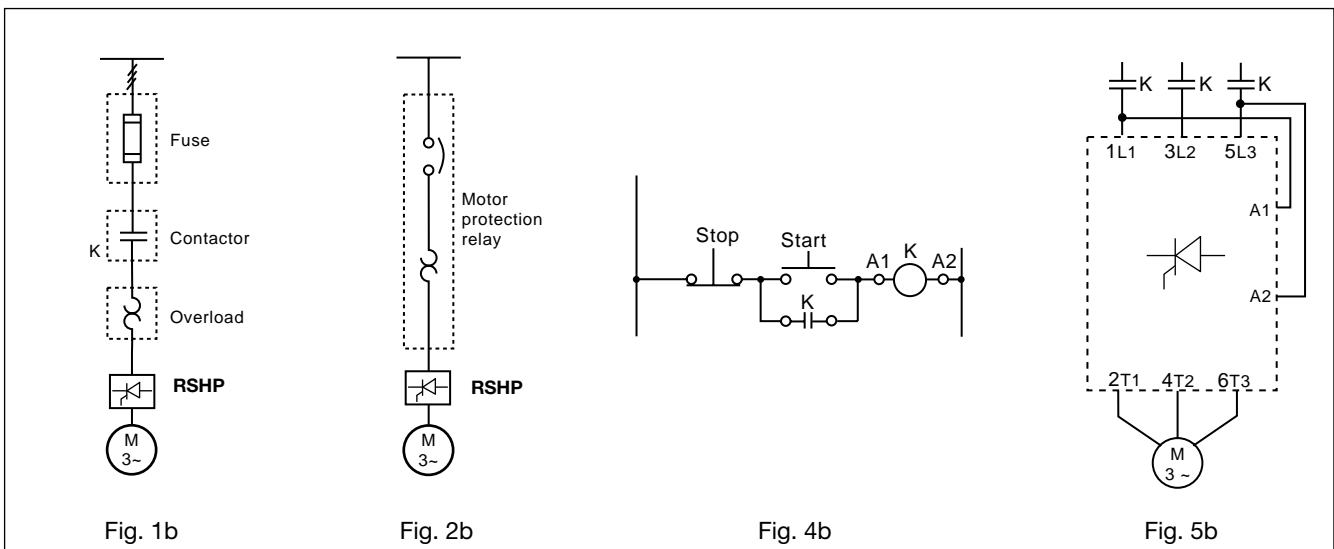 Fuse
K
Contactor
Overload
RSHP
M
3~
Fig. 1b
Motor
protection
relay
RSHP
M
3~
Fig. 2b
Stop
Start
A1
K
A2
K
Fig. 4b
K
K
K
1L1
3L2
5L3
A1
A2
2T1
4T2
6T3
M
3 ~
Fig. 5b